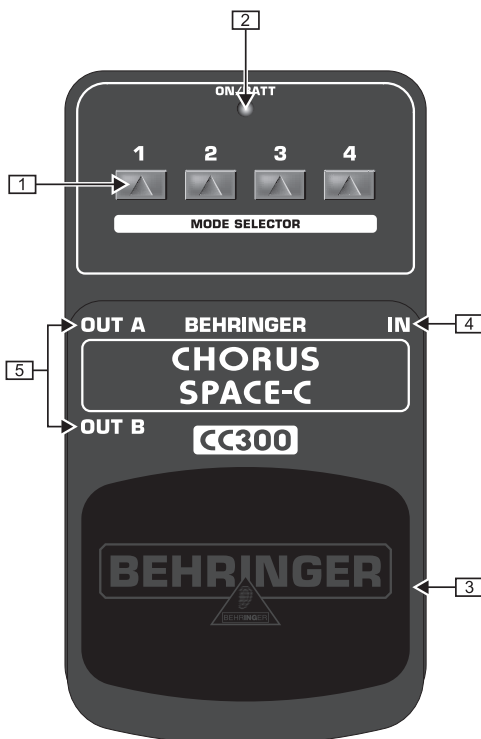 2
ON/BATT
1 2 3 4
1
MODE SELECTOR
OUT A BEHRINGER IN
4
5
CHORUS
SPACE-C
OUT B
CC300
BEHRINGER
3
BEHRINGER